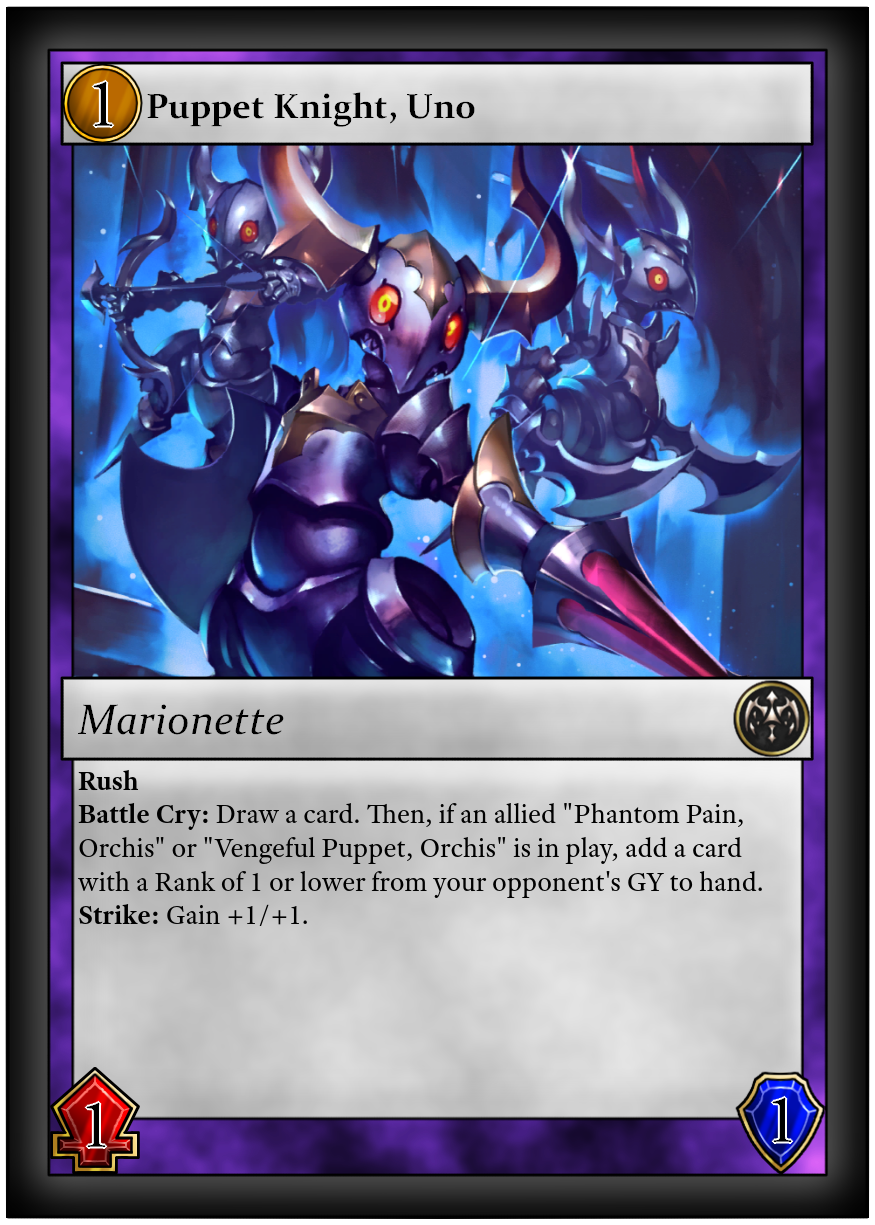 1
Puppet Knight, Uno
Marionette
Rush
Battle Cry: Draw a card. Then, if an allied "Phantom Pain,
Orchis" or "Vengeful Puppet, Orchis" is in play, add a card
with a Rank of 1 or lower from your opponent's GY to hand.
Strike: Gain +1/+1.
1
1